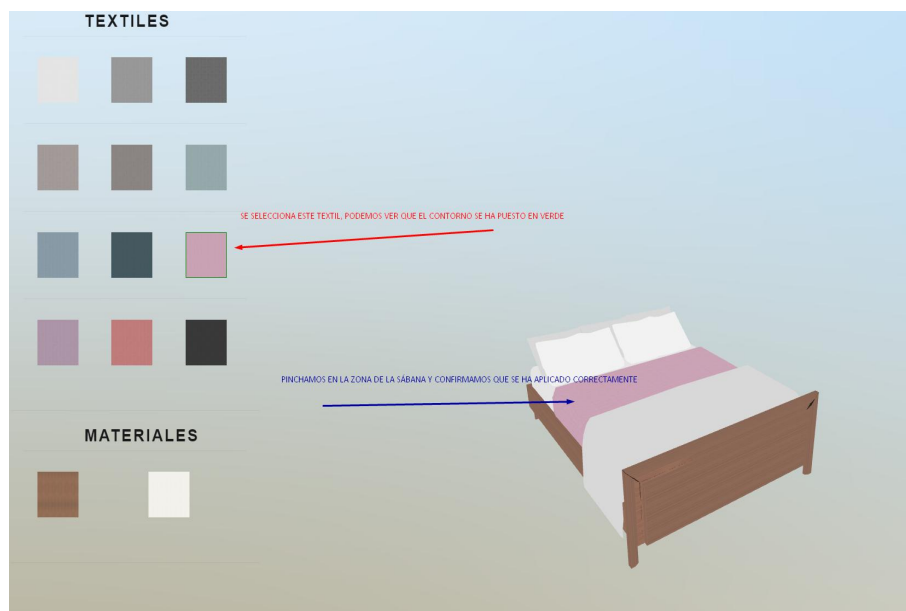 TEXTILES
SE SELECCIONA ESTE TEXTIL, PODEMOS VER QUE EL CONTORNO SE HA PUESTO EN VERDE
PINCHAMOS EN LA ZONA DE LA SÁBANA Y CONFIRMAMOS QUE SE HA APLICADO CORRECTAMENTE
MATERIALES